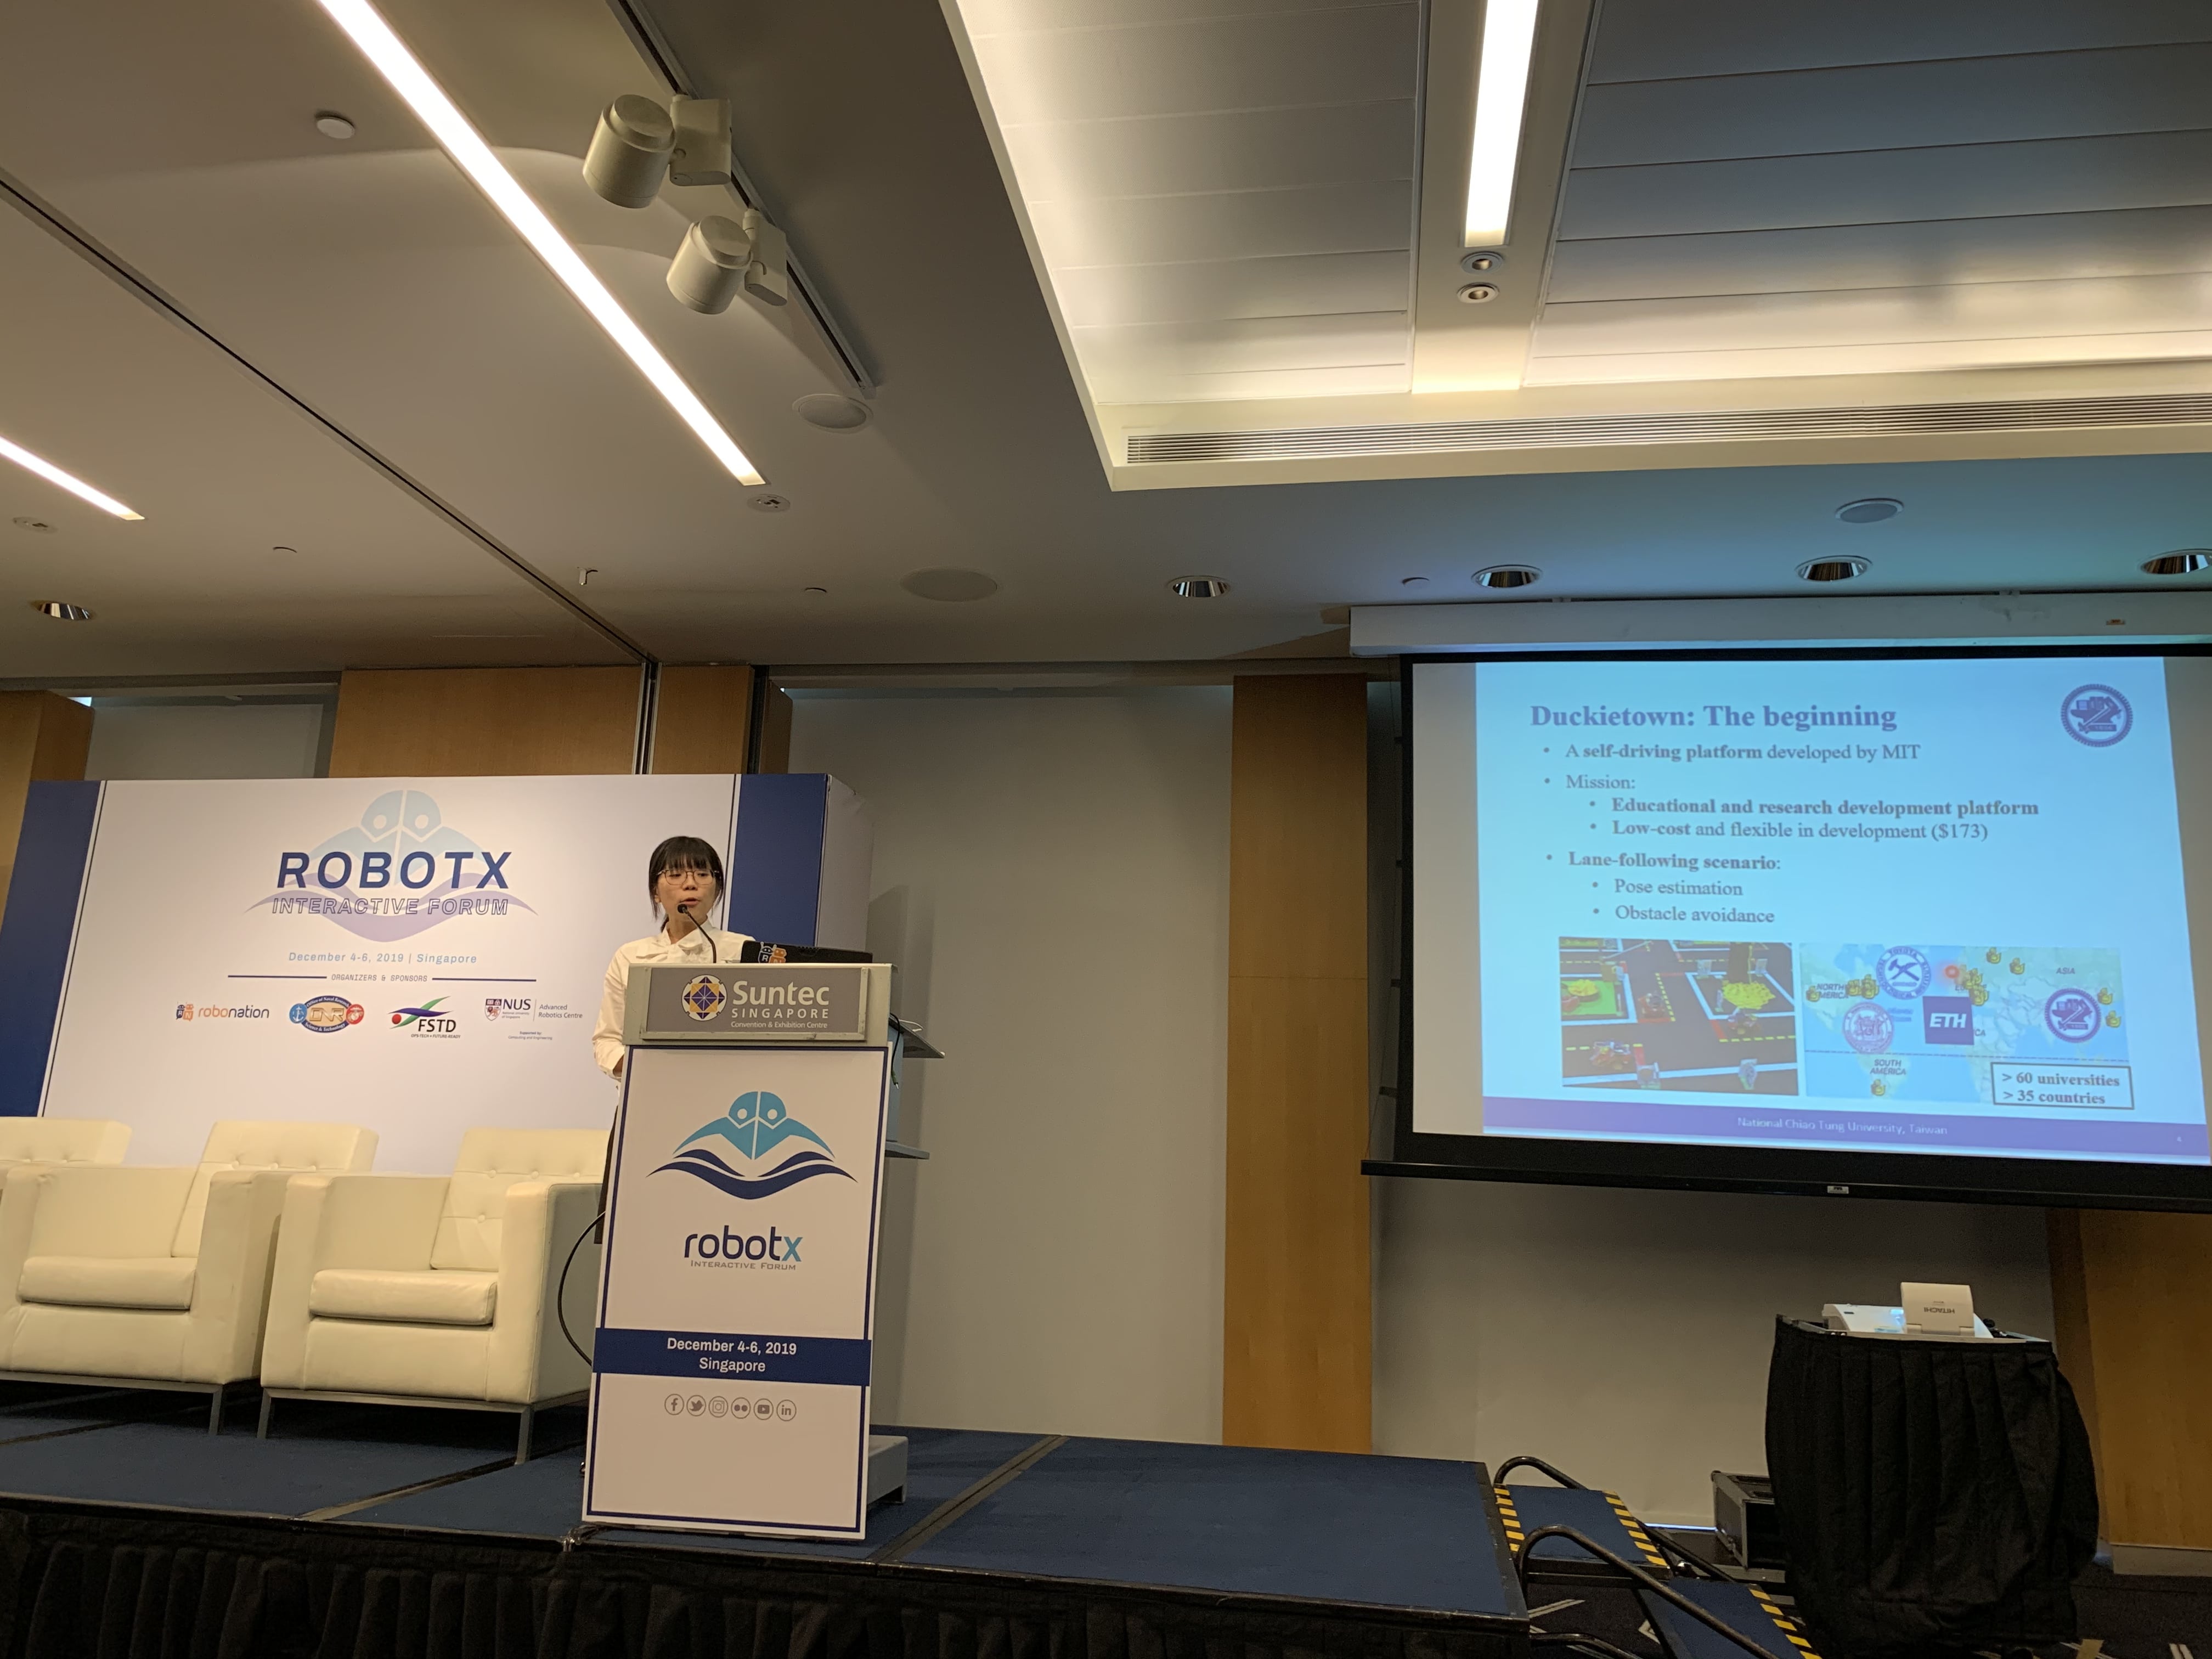 ROBOTX
INTERACTIVE FORUM
December 4-6, 2019 | Singapore
ORGANIZERS & SPONSORS
robonation
FSTD
NUS
Advanced
Robotics Centre
Suntec
SINGAPORE
Convention & Exhibition Centre
robotx
INTERACTIVE FORUM
December 4-6, 2019
Singapore
Duckietown: The beginning
• A self-driving platform developed by MIT
• Mission:
• Educational and research development platform
• Low-cost and flexible in development ($173)
• Lane-following scenario:
• Pose estimation
• Obstacle avoidance
NORTH
AMERICA
ASIA
ETH
SOUTH
AMERICA
> 60 universities
> 35 countries
National Chiao Tung University, Taiwan
HITACHI